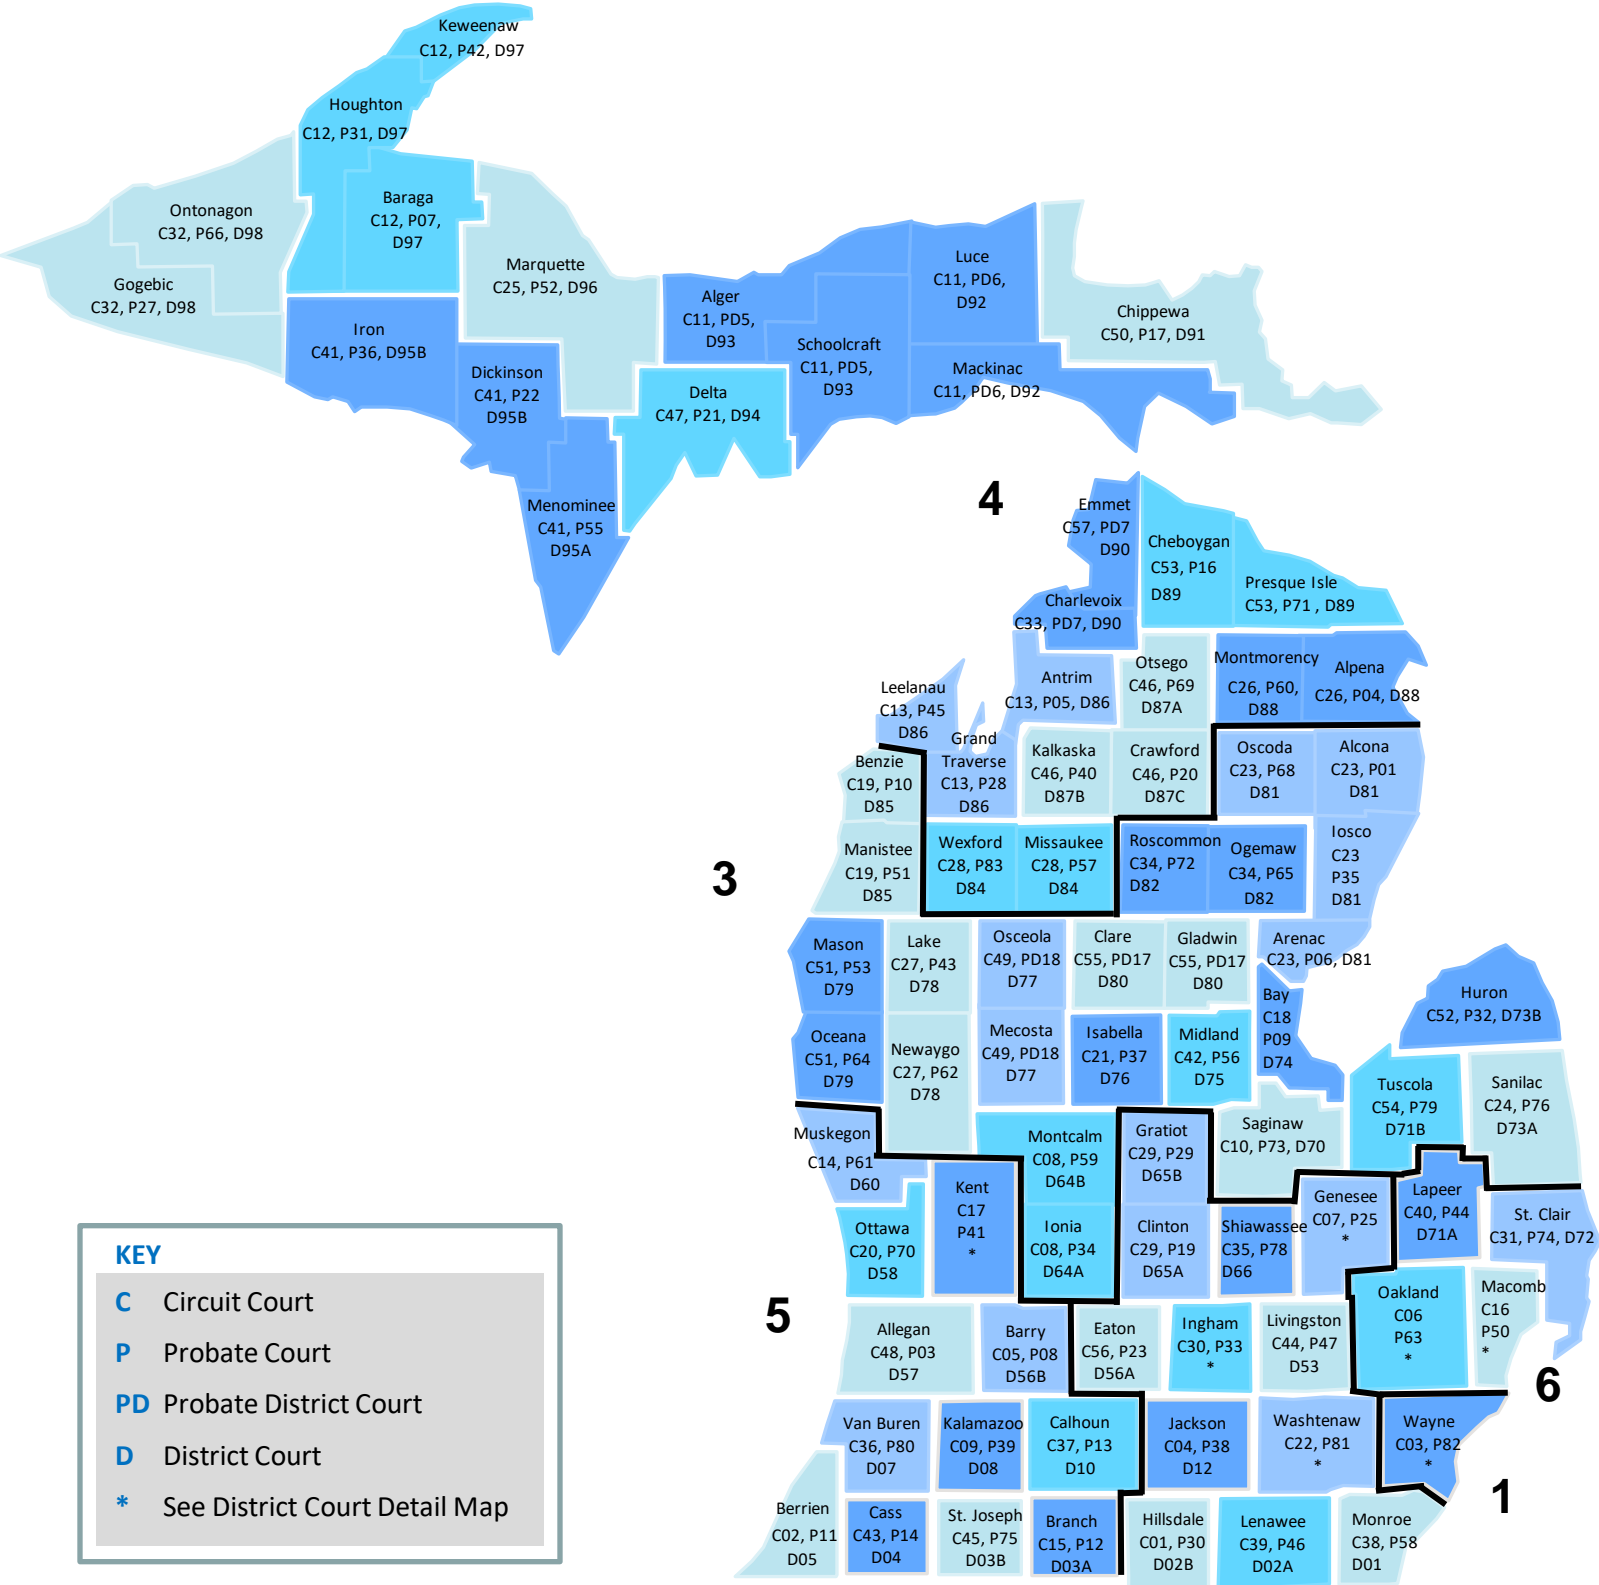 Keweenaw
C12, P42, D97
Houghton
C12, P31, D97
Baraga
C12, P07,
D97
Ontonagon
C32, P66, D98
Gogebic
C32, P27, D98
Marquette
C25, P52, D96
Iron
C41, P36, D95B
Dickinson
C41, P22
D95B
Menominee
C41, P55
D95A
Delta
C47, P21, D94
Alger
C11, PD5,
D93
Schoolcraft
C11, PD5,
D93
Luce
C11, PD6,
D92
Mackinac
C11, PD6, D92
Chippewa
C50, P17, D91
4
Emmet
C57, PD7
D90
Cheboygan
C53, P16
D89
Presque Isle
C53, P71 , D89
Charlevoix
C33, PD7, D90
Antrim
C13, P05, D86
Otsego
C46, P69
D87A
Montmorency
C26, P60,
D88
Alpena
C26, P04, D88
Leelanau
C13, P45
D86
Grand
Traverse
C13, P28
D86
Benzie
C19, P10
D85
Kalkaska
C46, P40
D87B
Crawford
C46, P20
D87C
Oscoda
C23, P68
D81
Alcona
C23, P01
D81
3
Manistee
C19, P51
D85
Wexford
C28, P83
D84
Missaukee
C28, P57
D84
Roscommon
C34, P72
D82
Ogemaw
C34, P65
D82
Iosco
C23
P35
D81
Mason
C51, P53
D79
Lake
C27, P43
D78
Osceola
C49, PD18
D77
Clare
C55, PD17
D80
Gladwin
C55, PD17
D80
Arenac
C23, P06, D81
Oceana
C51, P64
D79
Newaygo
C27, P62
D78
Mecosta
C49, PD18
D77
Isabella
C21, P37
D76
Midland
C42, P56
D75
Bay
C18
P09
D74
Huron
C52, P32, D73B
Tuscola
C54, P79
D71B
Sanilac
C24, P76
D73A
Muskegon
C14, P61
D60
Montcalm
C08, P59
D64B
Gratiot
C29, P29
D65B
Saginaw
C10, P73, D70
Kent
C17
P41
*
Ottawa
C20, P70
D58
Ionia
C08, P34
D64A
Clinton
C29, P19
D65A
Shiawassee
C35, P78
D66
Genesee
C07, P25
*
Lapeer
C40, P44
D71A
St. Clair
C31, P74, D72
5
Allegan
C48, P03
D57
Barry
C05, P08
D56B
Eaton
C56, P23
D56A
Ingham
C30, P33
*
Livingston
C44, P47
D53
Oakland
C06
P63
*
Macomb
C16
P50
*
6
Van Buren
C36, P80
D07
Kalamazoo
C09, P39
D08
Calhoun
C37, P13
D10
Jackson
C04, P38
D12
Washtenaw
C22, P81
*
Wayne
C03, P82
*
1
Berrien
C02, P11
D05
Cass
C43, P14
D04
St. Joseph
C45, P75
D03B
Branch
C15, P12
D03A
Hillsdale
C01, P30
D02B
Lenawee
C39, P46
D02A
Monroe
C38, P58
D01
KEY
C Circuit Court
P Probate Court
PD Probate District Court
D District Court
* See District Court Detail Map